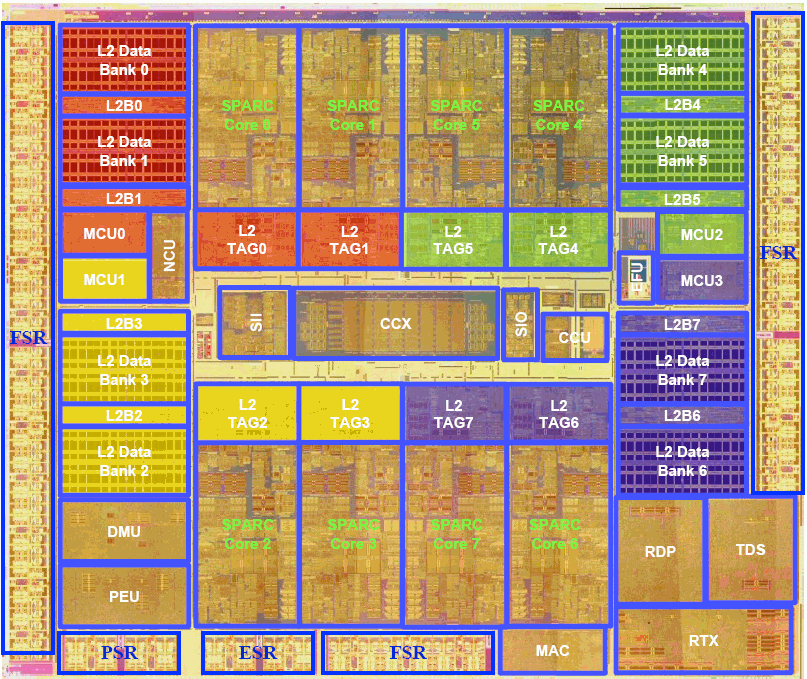 L2 Data
Bank 0
L2B0
L2 Data
Bank 1
L2B1
MCU0
MCU1
NCU
L2B3
L2 Data
Bank 3
L2B2
L2 Data
Bank 2
DMU
PEU
FSR
SPARC
Core 0
SPARC
Core 1
SPARC
Core 5
SPARC
Core 4
L2
TAG0
L2
TAG1
L2
TAG5
L2
TAG4
SII
CCX
SIO
CCU
L2
TAG2
L2
TAG3
L2
TAG7
L2
TAG6
SPARC
Core 2
SPARC
Core 3
SPARC
Core 7
SPARC
Core 6
L2 Data
Bank 4
L2B4
L2 Data
Bank 5
L2B5
MCU2
EFU
MCU3
L2B7
L2 Data
Bank 7
L2B6
L2 Data
Bank 6
FSR
RDP
TDS
RTX
PSR
ESR
FSR
MAC